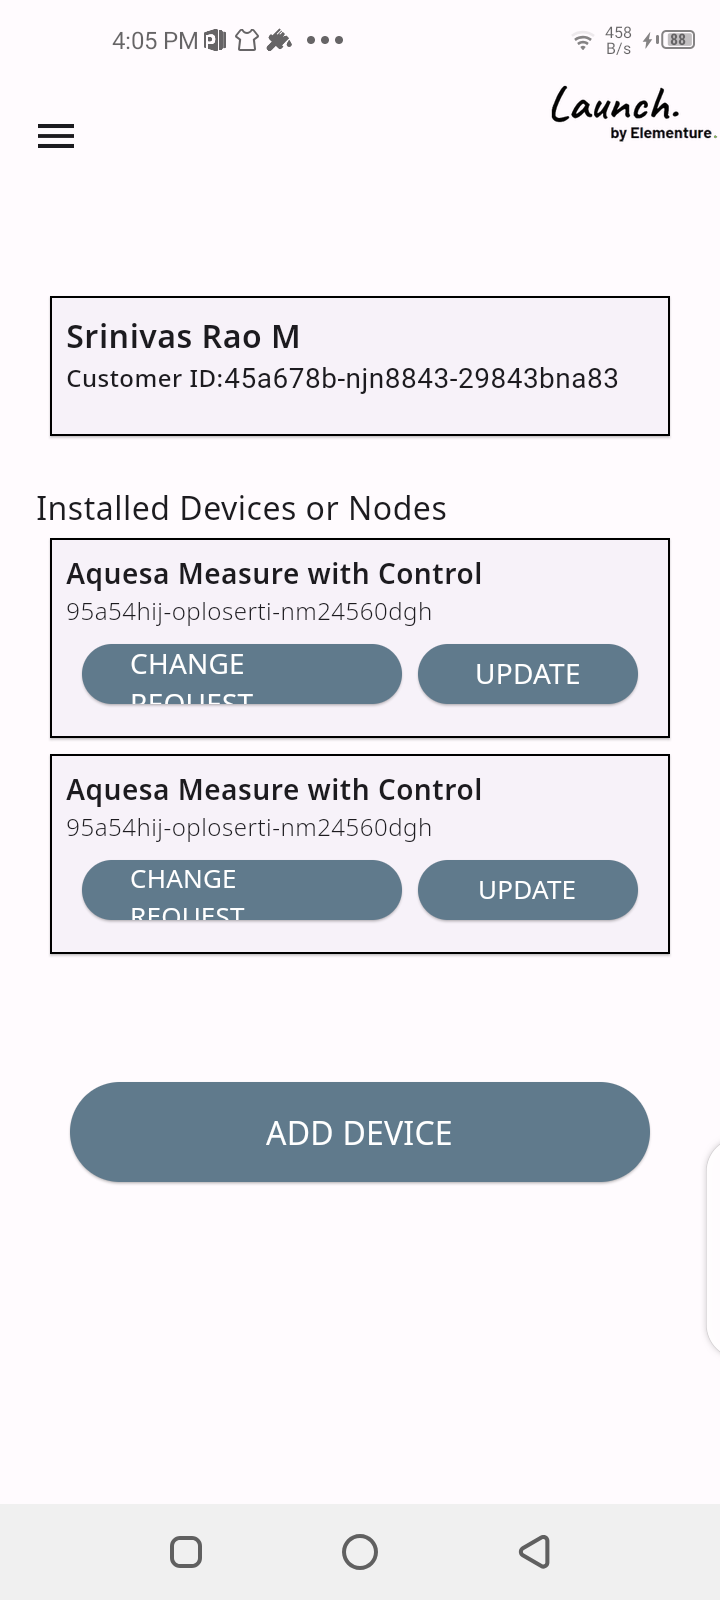 4:05 PM
458
B/s
88
Launch.
by Elementure.
Srinivas Rao M
Customer ID:45a678b-njn8843-29843bna83
Installed Devices or Nodes
Aquesa Measure with Control
95a54hij-oploserti-nm24560dgh
CHANGE
REQUEST
UPDATE
Aquesa Measure with Control
95a54hij-oploserti-nm24560dgh
CHANGE
REQUEST
UPDATE
ADD DEVICE